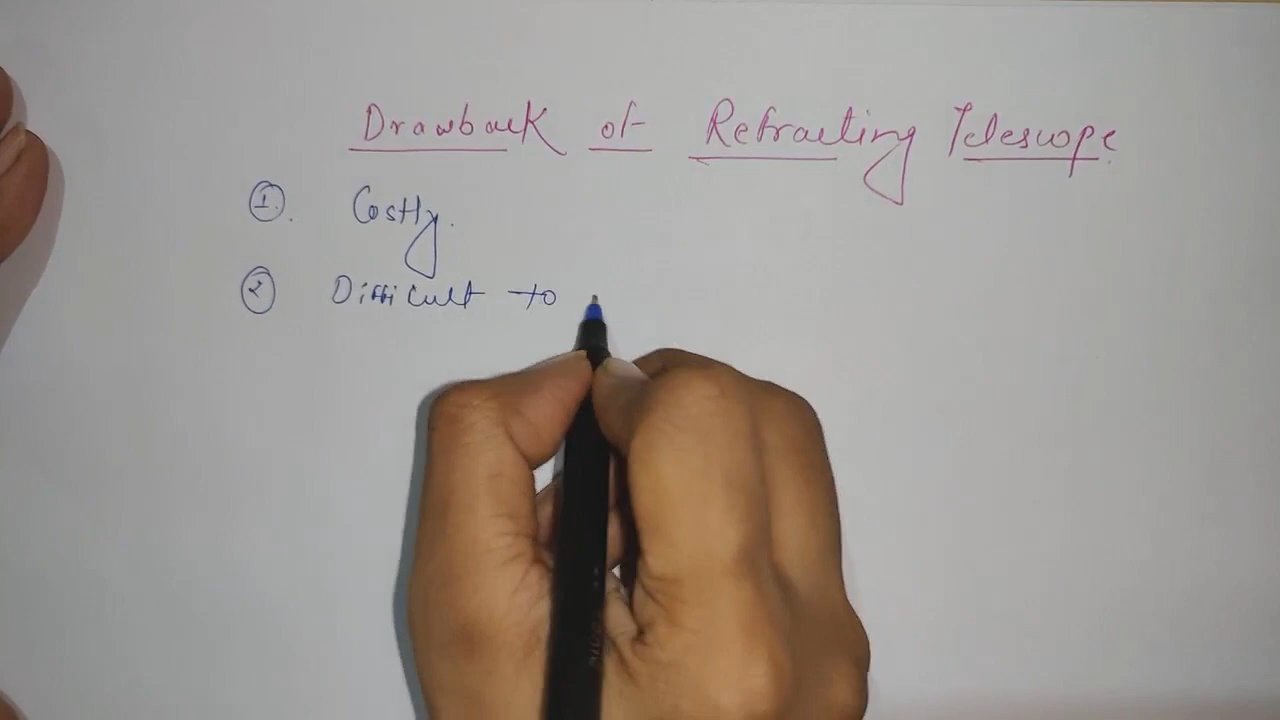 Drawback of Refracting Telescope.
1. Costly.
2 Difficult to